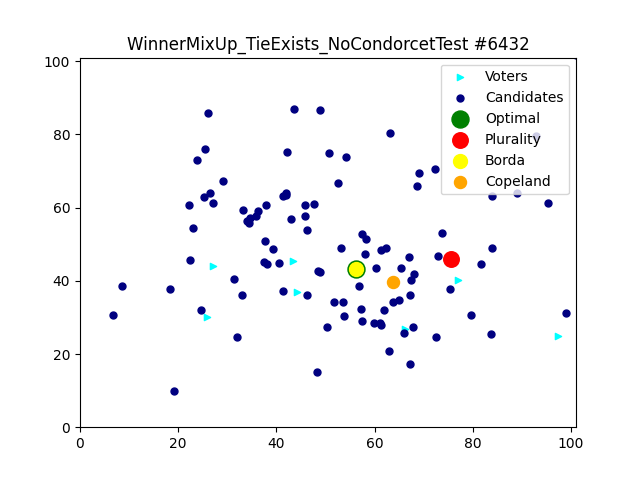 WinnerMixUp_TieExists_NoCondorcetTest #6432
Voters
Candidates
Optimal
Plurality
Borda
Copeland
100
80
60
40
20
0
0 20 40 60 80 100